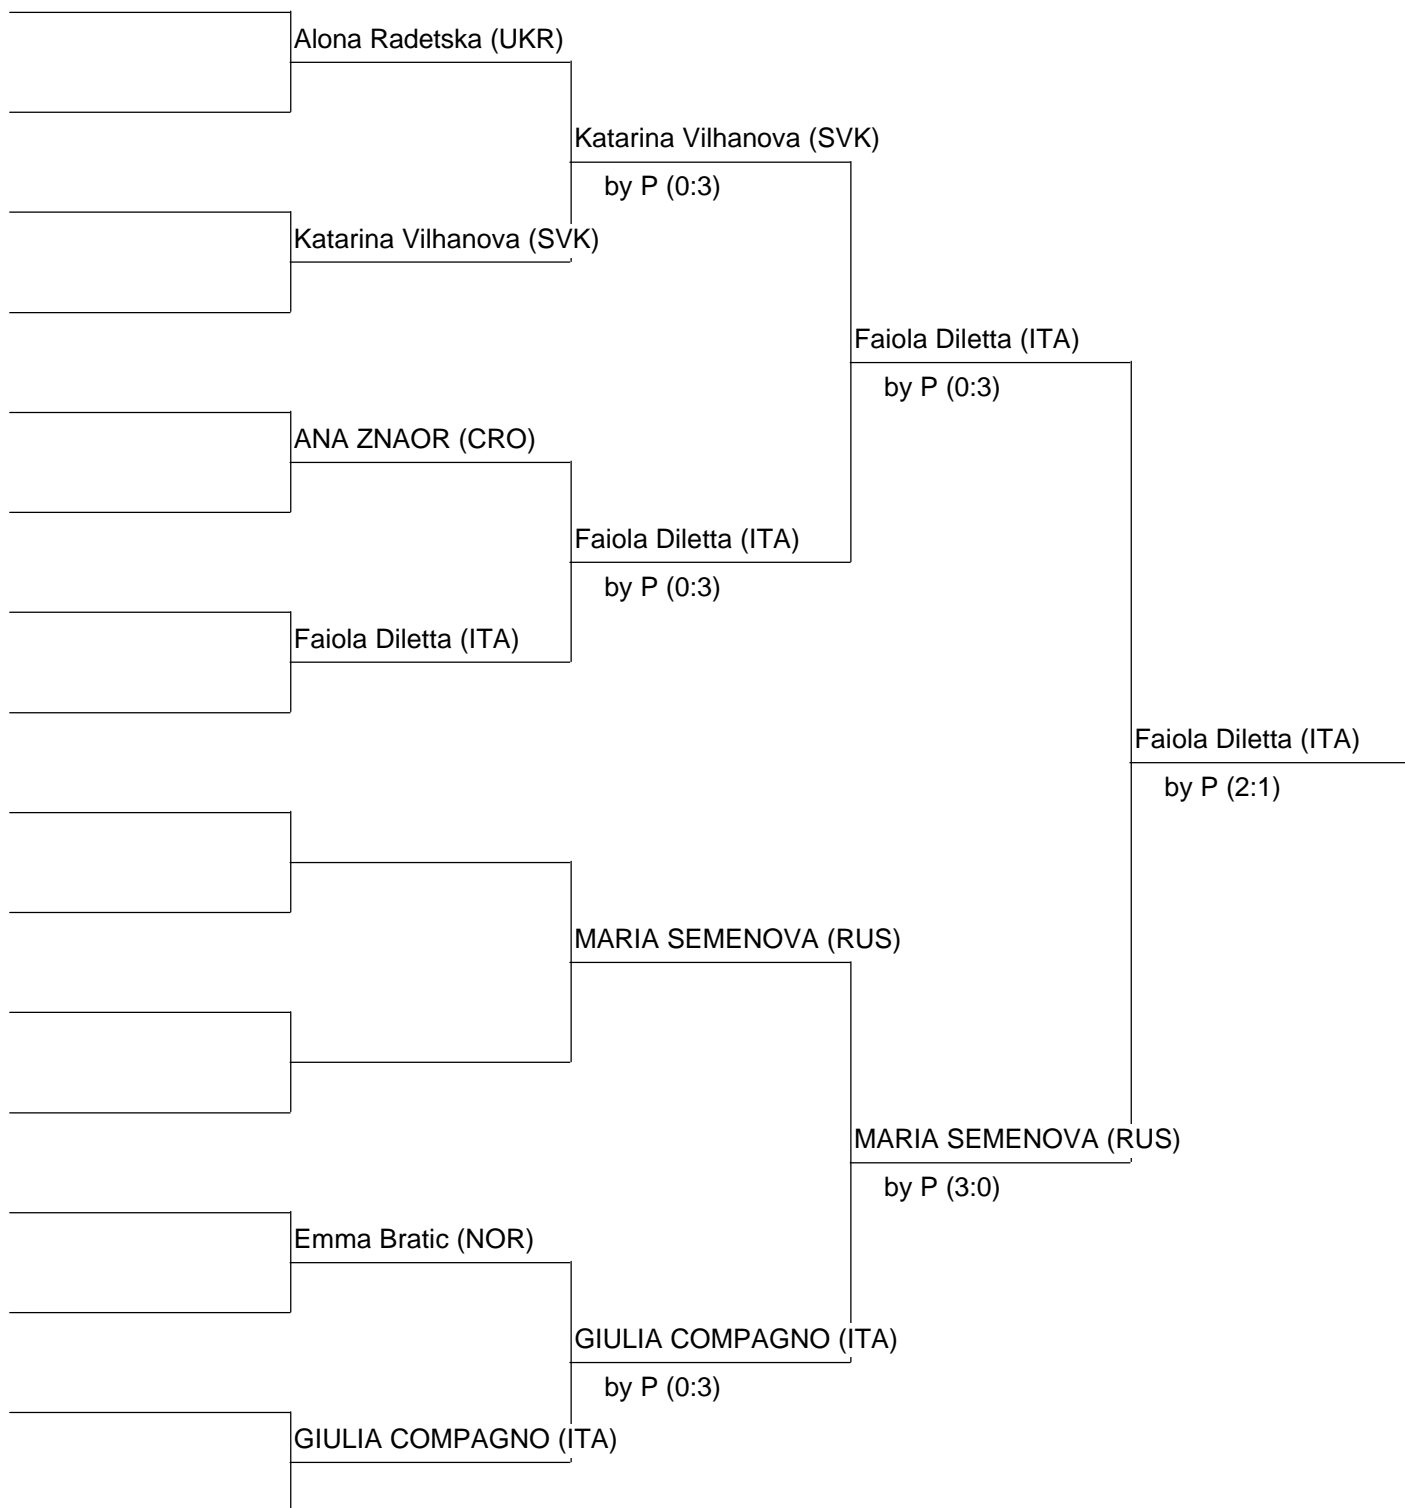 Alona Radetska (UKR)
Katarina Vilhanova (SVK)
by P (0:3)
Katarina Vilhanova (SVK)
Faiola Diletta (ITA)
by P (0:3)
ANA ZNAOR (CRO)
Faiola Diletta (ITA)
by P (0:3)
Faiola Diletta (ITA)
Faiola Diletta (ITA)
by P (2:1)
MARIA SEMENOVA (RUS)
MARIA SEMENOVA (RUS)
by P (3:0)
Emma Bratic (NOR)
GIULIA COMPAGNO (ITA)
by P (0:3)
GIULIA COMPAGNO (ITA)